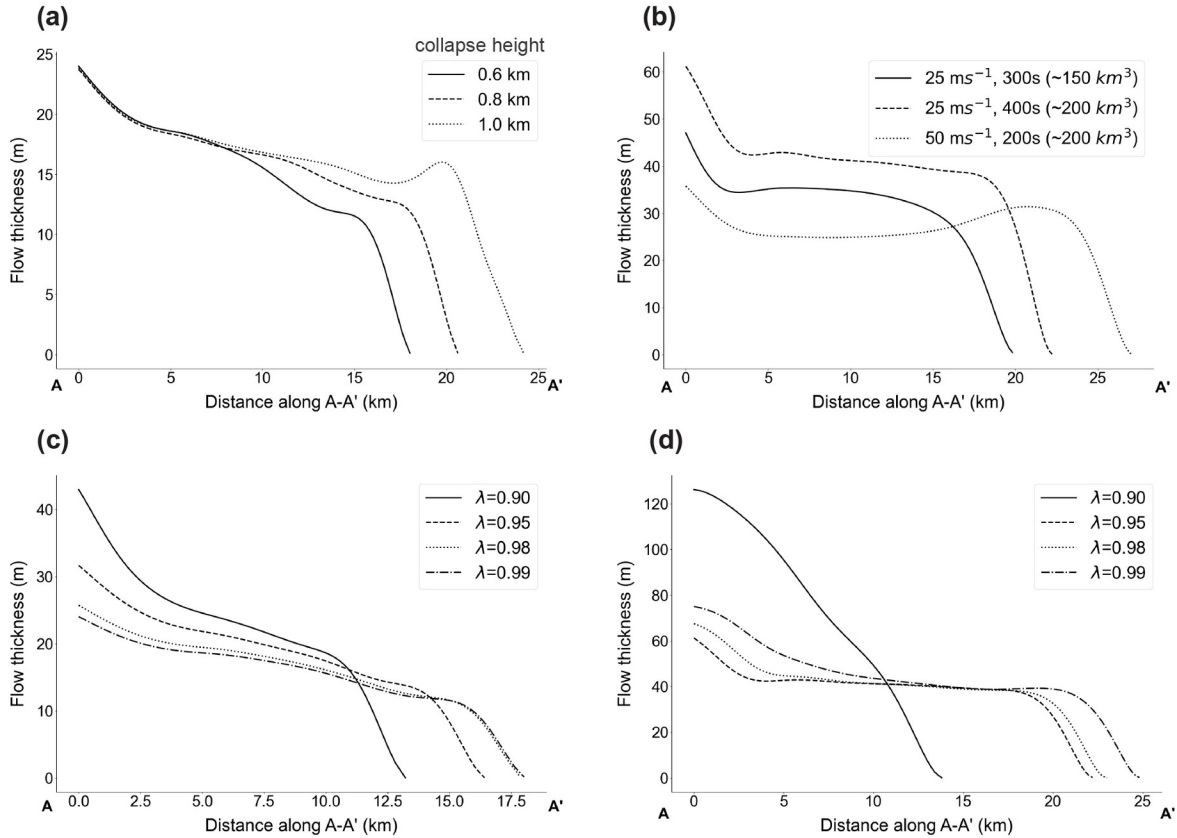 (a)
collapse height
0.6 km
0.8 km
1.0 km
25
20
15
10
5
0
Flow thickness (m)
0 5 10 15 20 25
A A'
Distance along A-A' (km)
(b)
25 ms⁻¹, 300s (~150 km³)
25 ms⁻¹, 400s (~200 km³)
50 ms⁻¹, 200s (~200 km³)
60
50
40
30
20
10
0
Flow thickness (m)
0 5 10 15 20 25
A A'
Distance along A-A' (km)
(c)
λ=0.90
λ=0.95
λ=0.98
λ=0.99
40
30
20
10
0
Flow thickness (m)
0.0 2.5 5.0 7.5 10.0 12.5 15.0 17.5
A A'
Distance along A-A' (km)
(d)
λ=0.90
λ=0.95
λ=0.98
λ=0.99
120
100
80
60
40
20
0
Flow thickness (m)
0 5 10 15 20 25
A A'
Distance along A-A' (km)